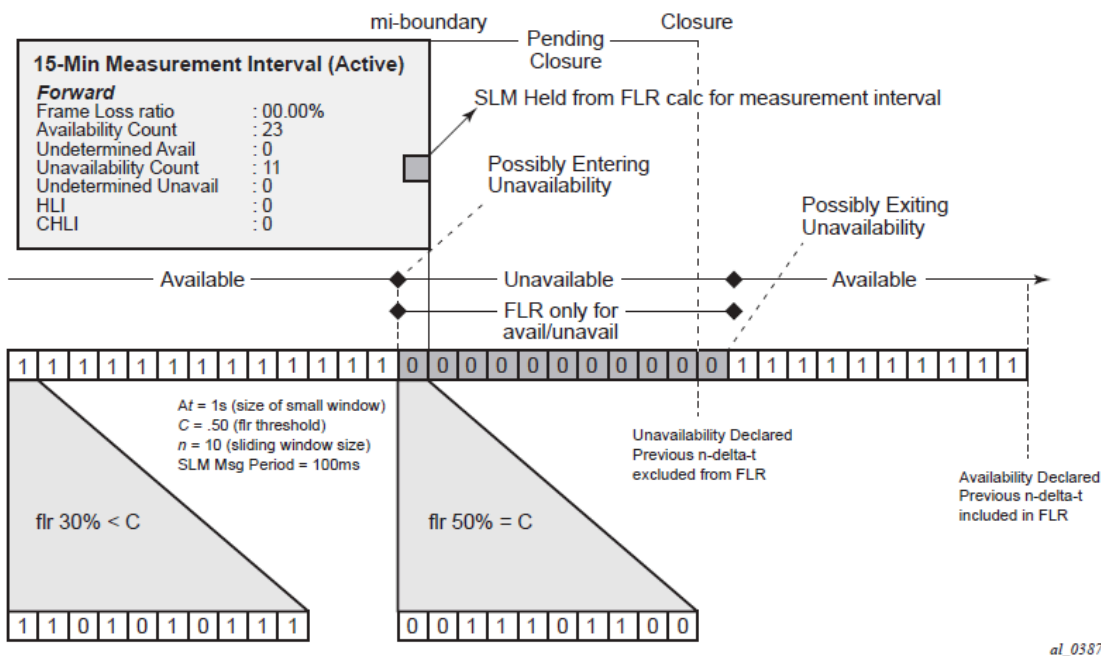 mi-boundary
Closure
Pending
Closure
15-Min Measurement Interval (Active)
Forward
Frame Loss ratio : 00.00%
Availability Count : 23
Undetermined Avail : 0
Unavailability Count : 11
Undetermined Unavail : 0
HLI : 0
CHLI : 0
SLM Held from FLR calc for measurement interval
Possibly Entering
Unavailability
Possibly Exiting
Unavailability
Available
Unavailable
Available
FLR only for
avail/unavail
1 1 1 1 1 1 1 1 1 1 1 1 1 0 0 0 0 0 0 0 0 0 0 0 1 1 1 1 1 1 1 1 1 1
At = 1s (size of small window)
C = .50 (flr threshold)
n = 10 (sliding window size)
SLM Msg Period = 100ms
Unavailability Declared
Previous n-delta-t
excluded from FLR
Availability Declared
Previous n-delta-t
included in FLR
flr 30% < C
flr 50% = C
1 1 0 1 0 1 0 1 1 1
0 0 1 1 1 0 1 1 0 0
al_0387